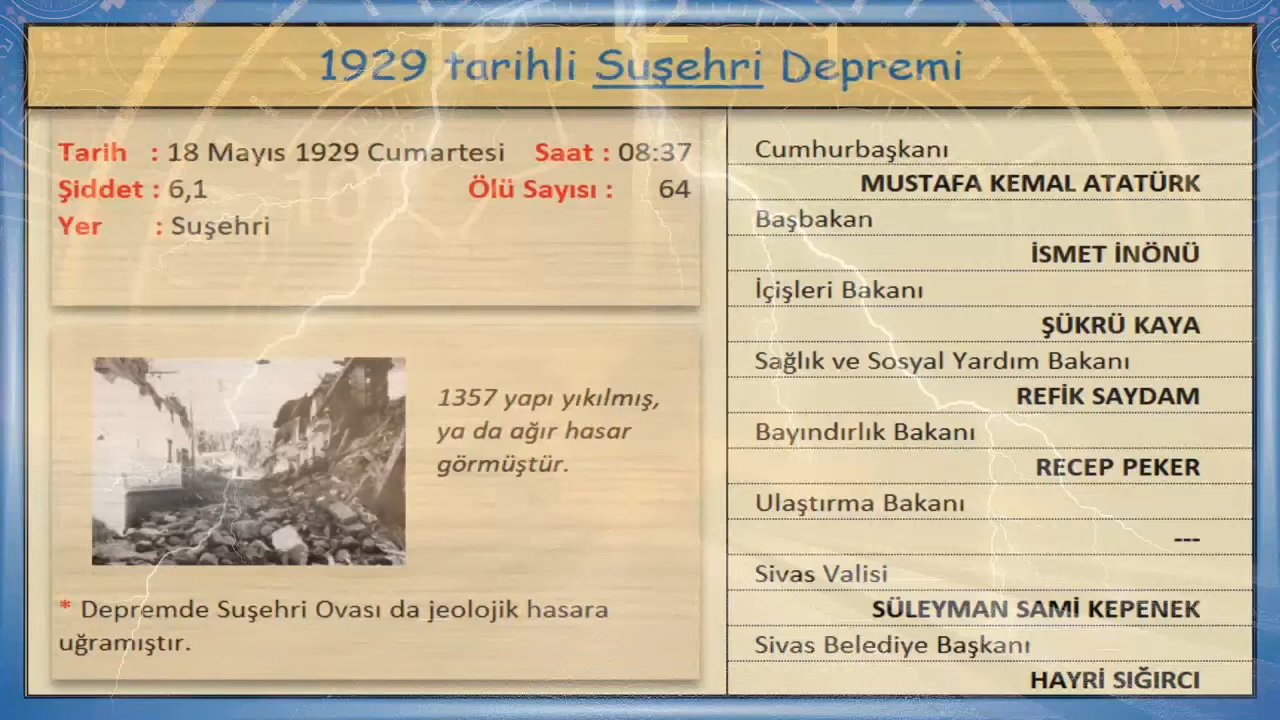 1929 tarihli Suşehri Depremi
Tarih : 18 Mayıs 1929 Cumartesi Saat : 08:37
Şiddet : 6,1 Ölü Sayısı : 64
Yer : Suşehri
1357 yapı yıkılmış,
ya da ağır hasar
görmüştür.
* Depremde Suşehri Ovası da jeolojik hasara
uğramıştır.
Cumhurbaşkanı
MUSTAFA KEMAL ATATÜRK
Başbakan
İSMET İNÖNÜ
İçişleri Bakanı
ŞÜKRÜ KAYA
Sağlık ve Sosyal Yardım Bakanı
REFİK SAYDAM
Bayındırlık Bakanı
RECEP PEKER
Ulaştırma Bakanı
---
Sivas Valisi
SÜLEYMAN SAMİ KEPENEK
Sivas Belediye Başkanı
HAYRİ SIĞIRCI